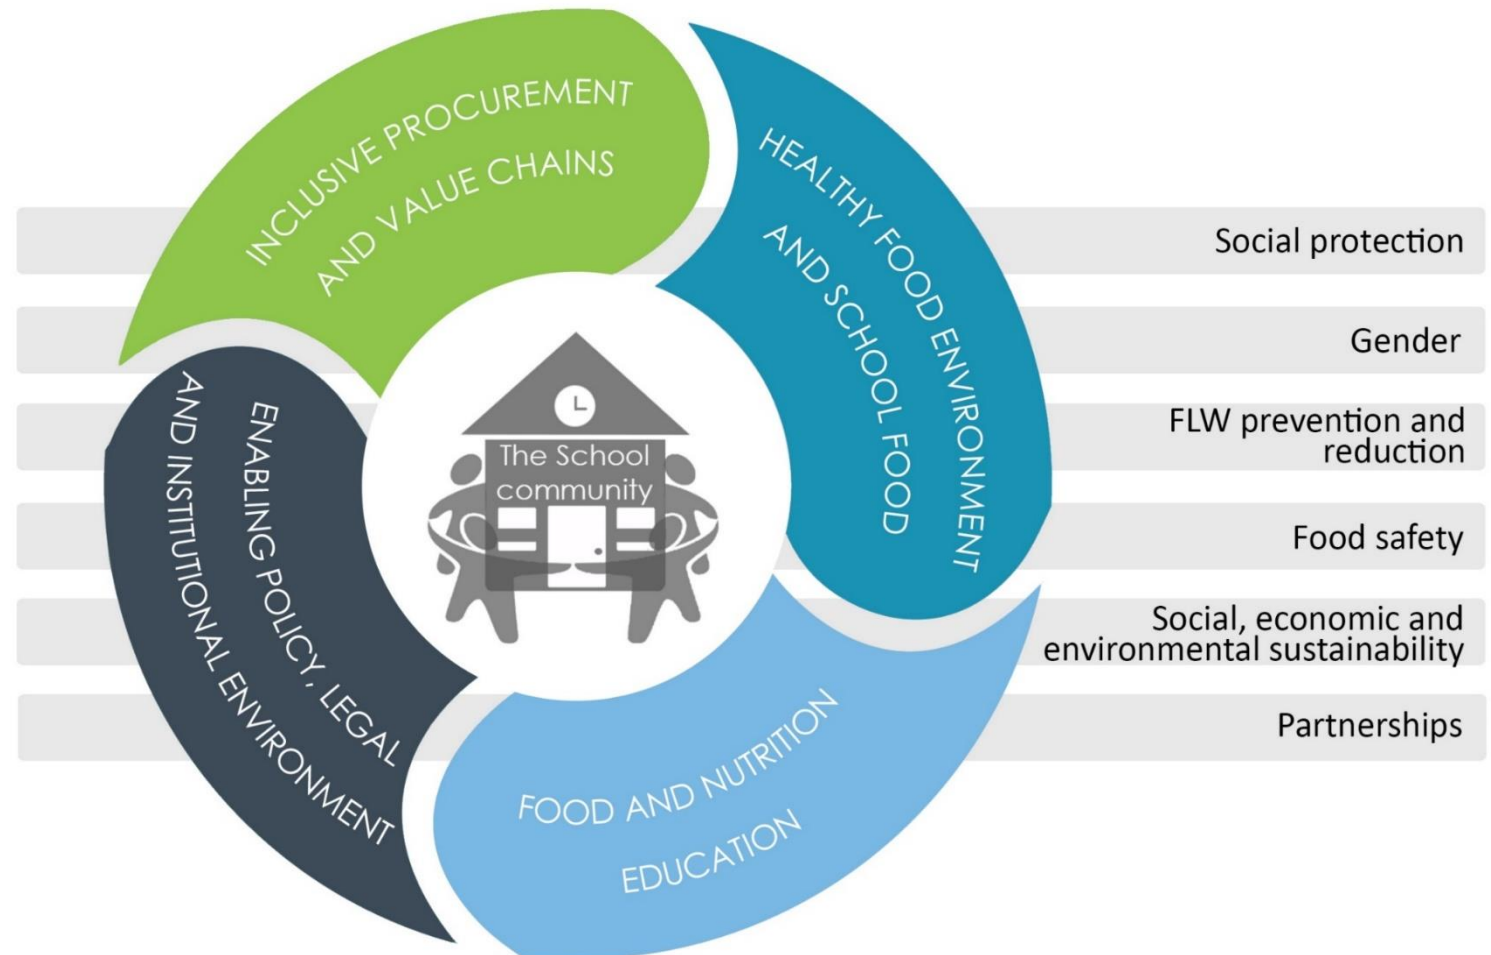 INCLUSIVE PROCUREMENT
AND VALUE CHAINS
HEALTHY FOOD ENVIRONMENT
AND SCHOOL FOOD
ENABLING POLICY, LEGAL
AND INSTITUTIONAL ENVIRONMENT
The School
community
FOOD AND NUTRITION
EDUCATION
Social protection
Gender
FLW prevention and
reduction
Food safety
Social, economic and
environmental sustainability
Partnerships